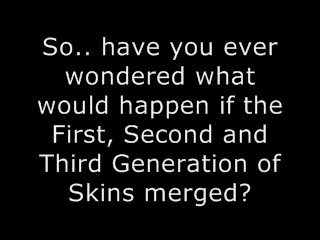 So.. have you ever
wondered what
would happen if the
First, Second and
Third Generation of
Skins merged?